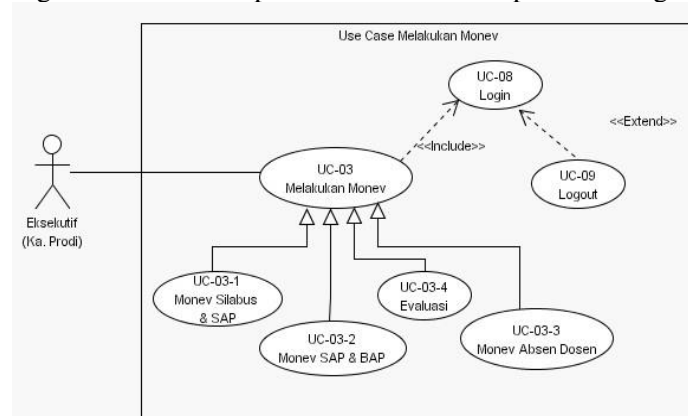 Use Case Melakukan Monev
UC-08
Login
<<Extend>>
<<Include>>
UC-03
Melakukan Monev
UC-09
Logout
Eksekutif
(Ka. Prodi)
UC-03-1
Monev Silabus
& SAP
UC-03-4
Evaluasi
UC-03-2
Monev SAP & BAP
UC-03-3
Monev Absen Dosen